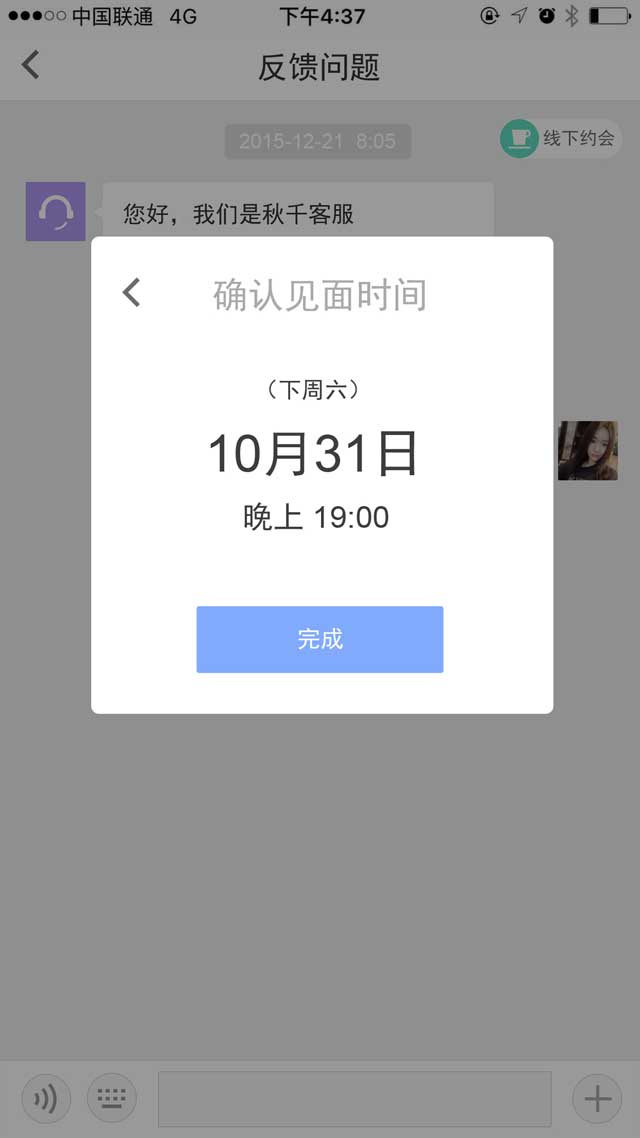 中国联通 4G 下午4:37
反馈问题
2015-12-21 8:05
线下约会
您好，我们是秋千客服
确认见面时间
（下周六）
10月31日
晚上 19:00
完成